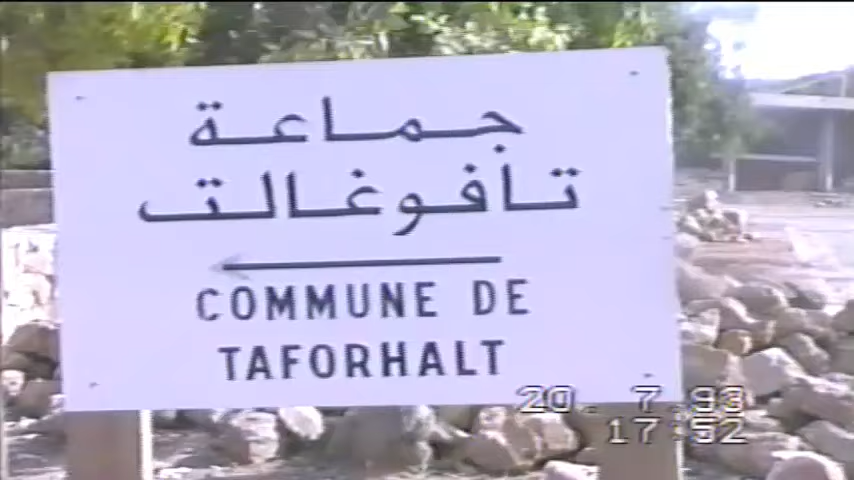 جماعة
تافوغالت
COMMUNE DE
TAFORHALT
20. 7.93
17:52